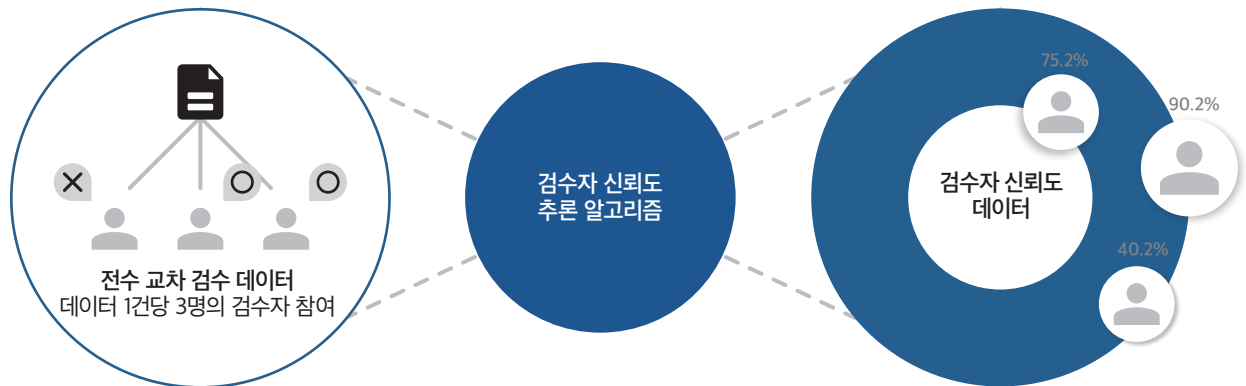 전수 교차 검수 데이터
데이터 1건당 3명의 검수자 참여
검수자 신뢰도
추론 알고리즘
75.2%
90.2%
검수자 신뢰도
데이터
40.2%